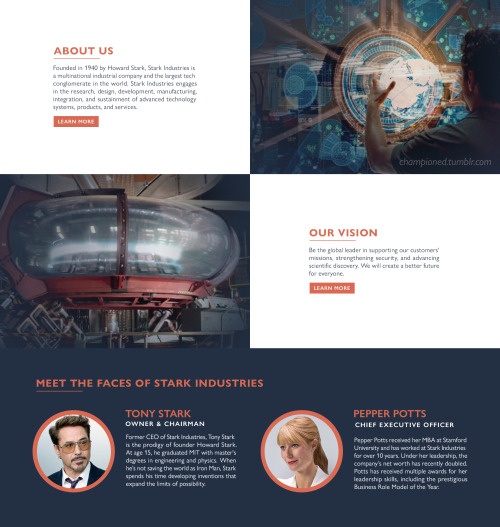 ABOUT US
Founded in 1940 by Howard Stark, Stark Industries is
a multinational industrial company and the largest tech
conglomerate in the world. Stark Industries engages
in the research, design, development, manufacturing,
integration, and sustainment of advanced technology
systems, products, and services.
LEARN MORE
championed.tumblr.com
OUR VISION
Be the global leader in supporting our customers'
missions, strengthening security, and advancing
scientific discovery. We will create a better future
for everyone.
LEARN MORE
MEET THE FACES OF STARK INDUSTRIES
TONY STARK
OWNER & CHAIRMAN
Former CEO of Stark Industries, Tony Stark
is the prodigy of founder Howard Stark.
At age 15, he graduated MIT with master's
degrees in engineering and physics. When
he's not saving the world as Iron Man, Stark
spends his time developing inventions that
expand the limits of possibility.
PEPPER POTTS
CHIEF EXECUTIVE OFFICER
Pepper Potts received her MBA at Stamford
University and has worked at Stark Industries
for over 10 years. Under her leadership, the
company's net worth has recently doubled.
Potts has received multiple awards for her
leadership skills, including the prestigious
Business Role Model of the Year.